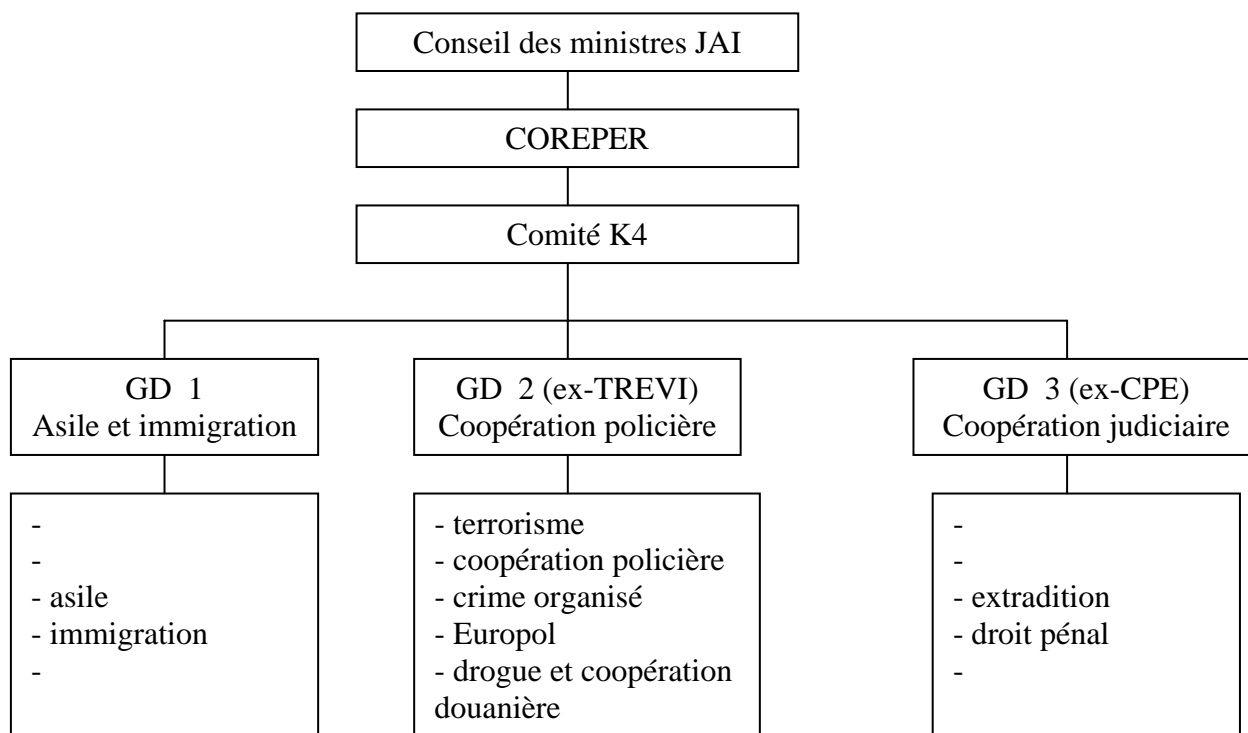 Conseil des ministres JAI
COREPER
Comité K4
GD 1
Asile et immigration
GD 2 (ex-TREVI)
Coopération policière
GD 3 (ex-CPE)
Coopération judiciaire
-
-
- asile
- immigration
-
- terrorisme
- coopération policière
- crime organisé
- Europol
- drogue et coopération
douanière
-
-
- extradition
- droit pénal
-